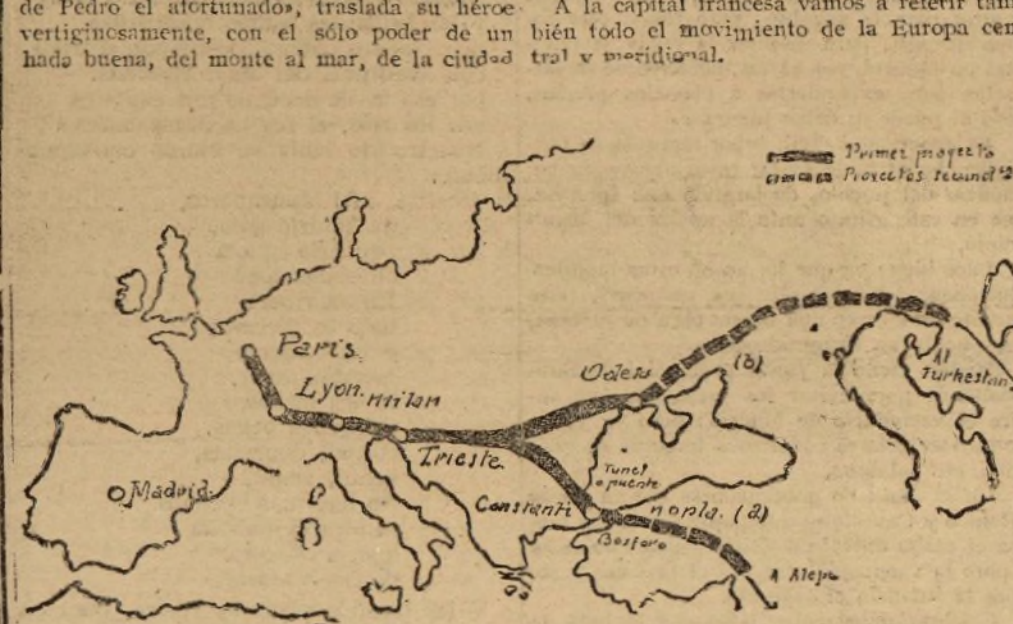 de Pedro el afortunado», traslada su héroe
vertiginosamente, con el sólo poder de un
hada buena, del monte al mar, de la ciudad
A la capital francesa vamos a referir tam
bién todo el movimiento de la Europa cen
tral y meridional.
Primer proyecto
Proyectos secund
Paris
Lyon
milan
Trieste
Odesa
(b)
Al
Turkestan
Madrid
Tunel
o puente
Constanti nopla. (a)
Bosforo
A Alepo